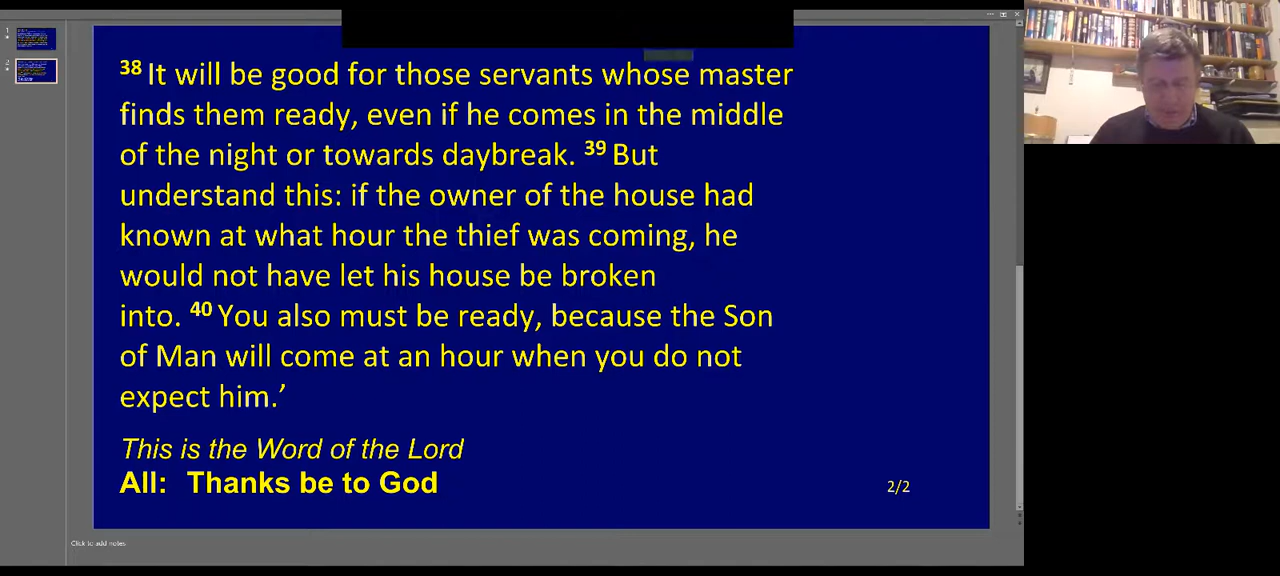 1
2
38 It will be good for those servants whose master
finds them ready, even if he comes in the middle
of the night or towards daybreak. 39 But
understand this: if the owner of the house had
known at what hour the thief was coming, he
would not have let his house be broken
into. 40 You also must be ready, because the Son
of Man will come at an hour when you do not
expect him.’
This is the Word of the Lord
All: Thanks be to God
2/2
Click to add notes